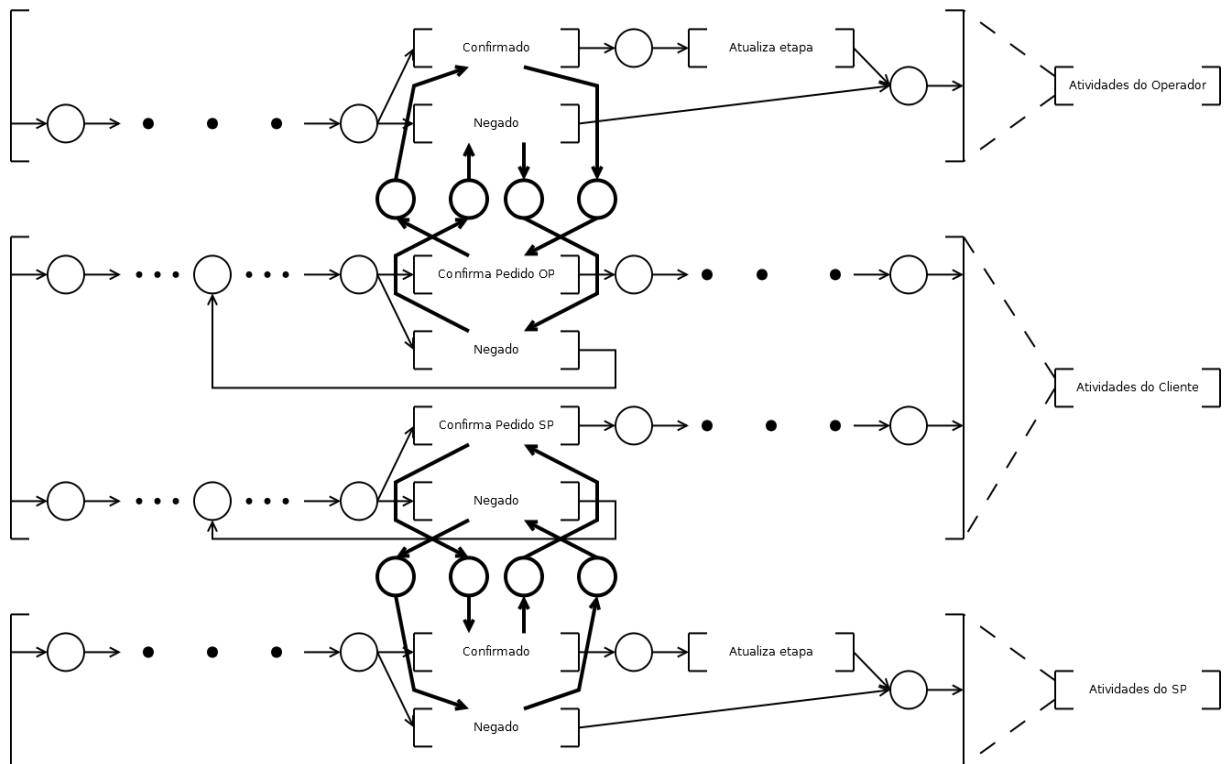 Confirmado
Atualiza etapa
Atividades do Operador
Negado
Confirma Pedido OP
Negado
Atividades do Cliente
Confirma Pedido SP
Negado
Confirmado
Atualiza etapa
Atividades do SP
Negado